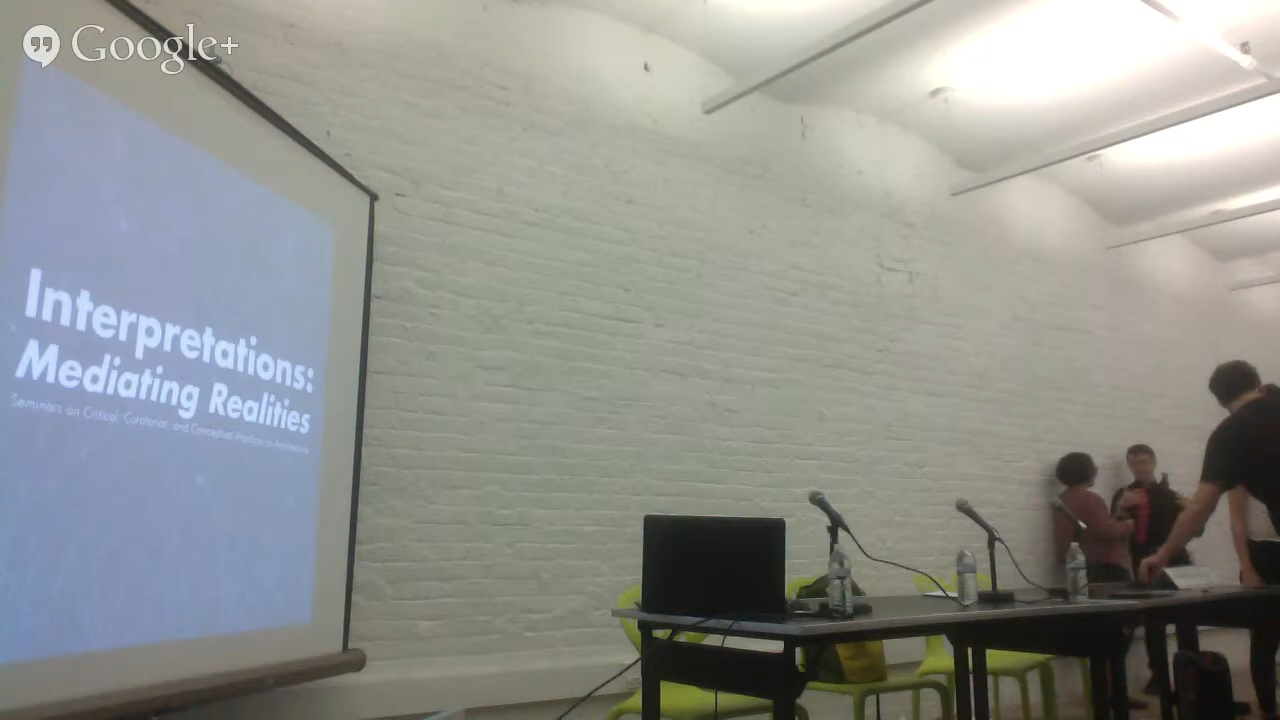 Google+
Interpretations:
Mediating Realities
Seminars on Critical, Curatorial, and Conceptual Practices in Architecture